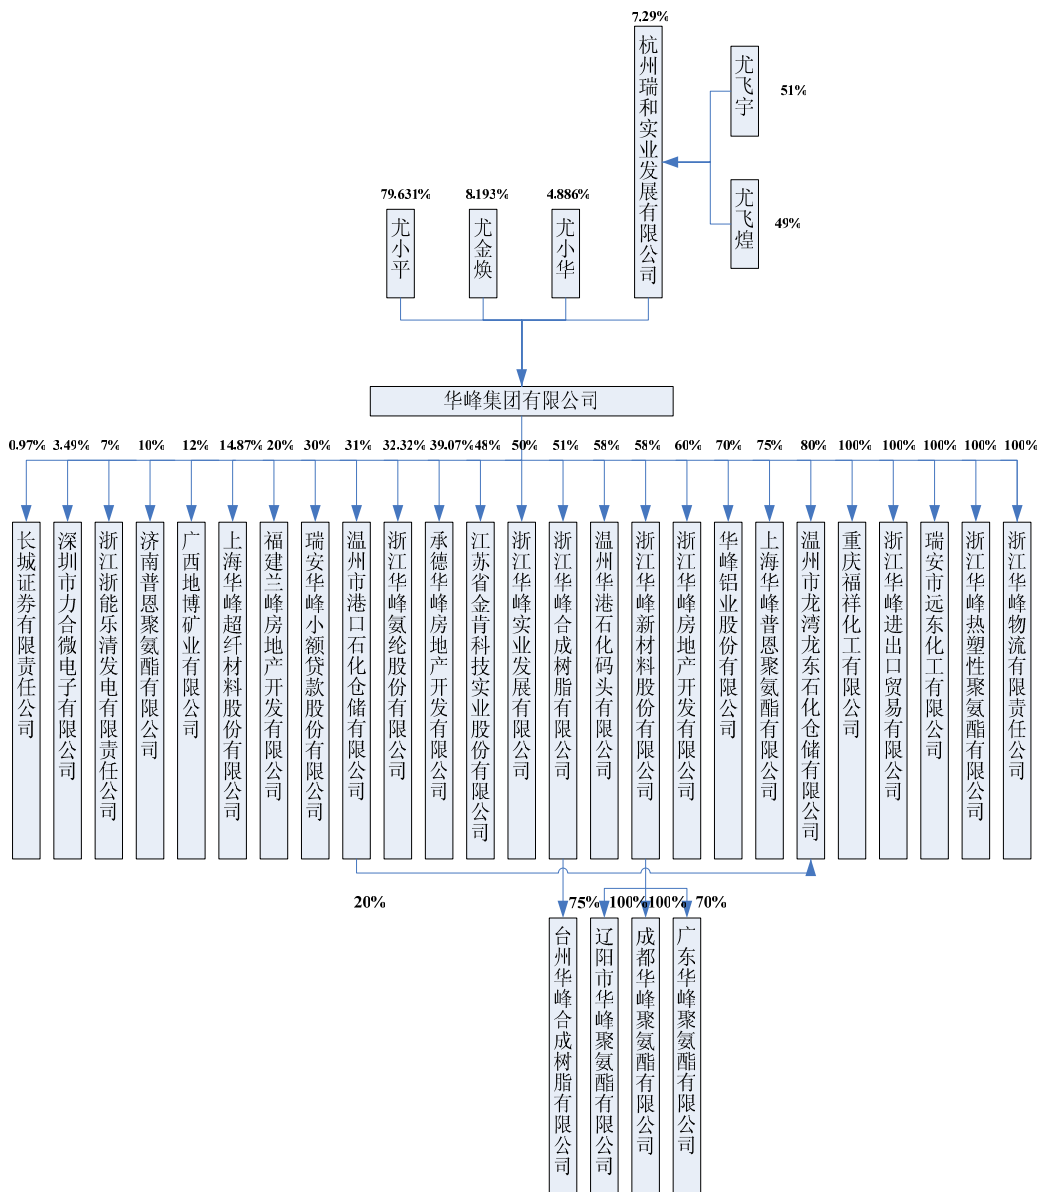 7.29%
杭州瑞和实业发展有限公司
尤飞宇
51%
尤飞煌
49%
79.631%
8.193%
4.886%
尤小平
尤金焕
尤小华
华峰集团有限公司
0.97%
3.49%
7%
10%
12%
14.87%
20%
30%
31%
32.32%
39.07%
48%
50%
51%
58%
58%
60%
70%
75%
80%
100%
100%
100%
100%
100%
长城证券有限责任公司
深圳市力合微电子有限公司
浙江浙能乐清发电有限责任公司
济南普恩聚氨酯有限公司
广西地博矿业有限公司
上海华峰超纤材料股份有限公司
福建兰峰房地产开发有限公司
瑞安华峰小额贷款股份有限公司
温州市港口石化仓储有限公司
浙江华峰氨纶股份有限公司
承德华峰房地产开发有限公司
江苏省金肯科技实业股份有限公司
浙江华峰实业发展有限公司
浙江华峰合成树脂有限公司
温州华港石化码头有限公司
浙江华峰新材料股份有限公司
浙江华峰房地产开发有限公司
华峰铝业股份有限公司
上海华峰普恩聚氨酯有限公司
温州市龙湾龙东石化仓储有限公司
重庆福祥化工有限公司
浙江华峰进出口贸易有限公司
瑞安市远东化工有限公司
浙江华峰热塑性聚氨酯有限公司
浙江华峰物流有限责任公司
20%
75%
100%
100%
70%
台州华峰合成树脂有限公司
辽阳市华峰聚氨酯有限公司
成都华峰聚氨酯有限公司
广东华峰聚氨酯有限公司